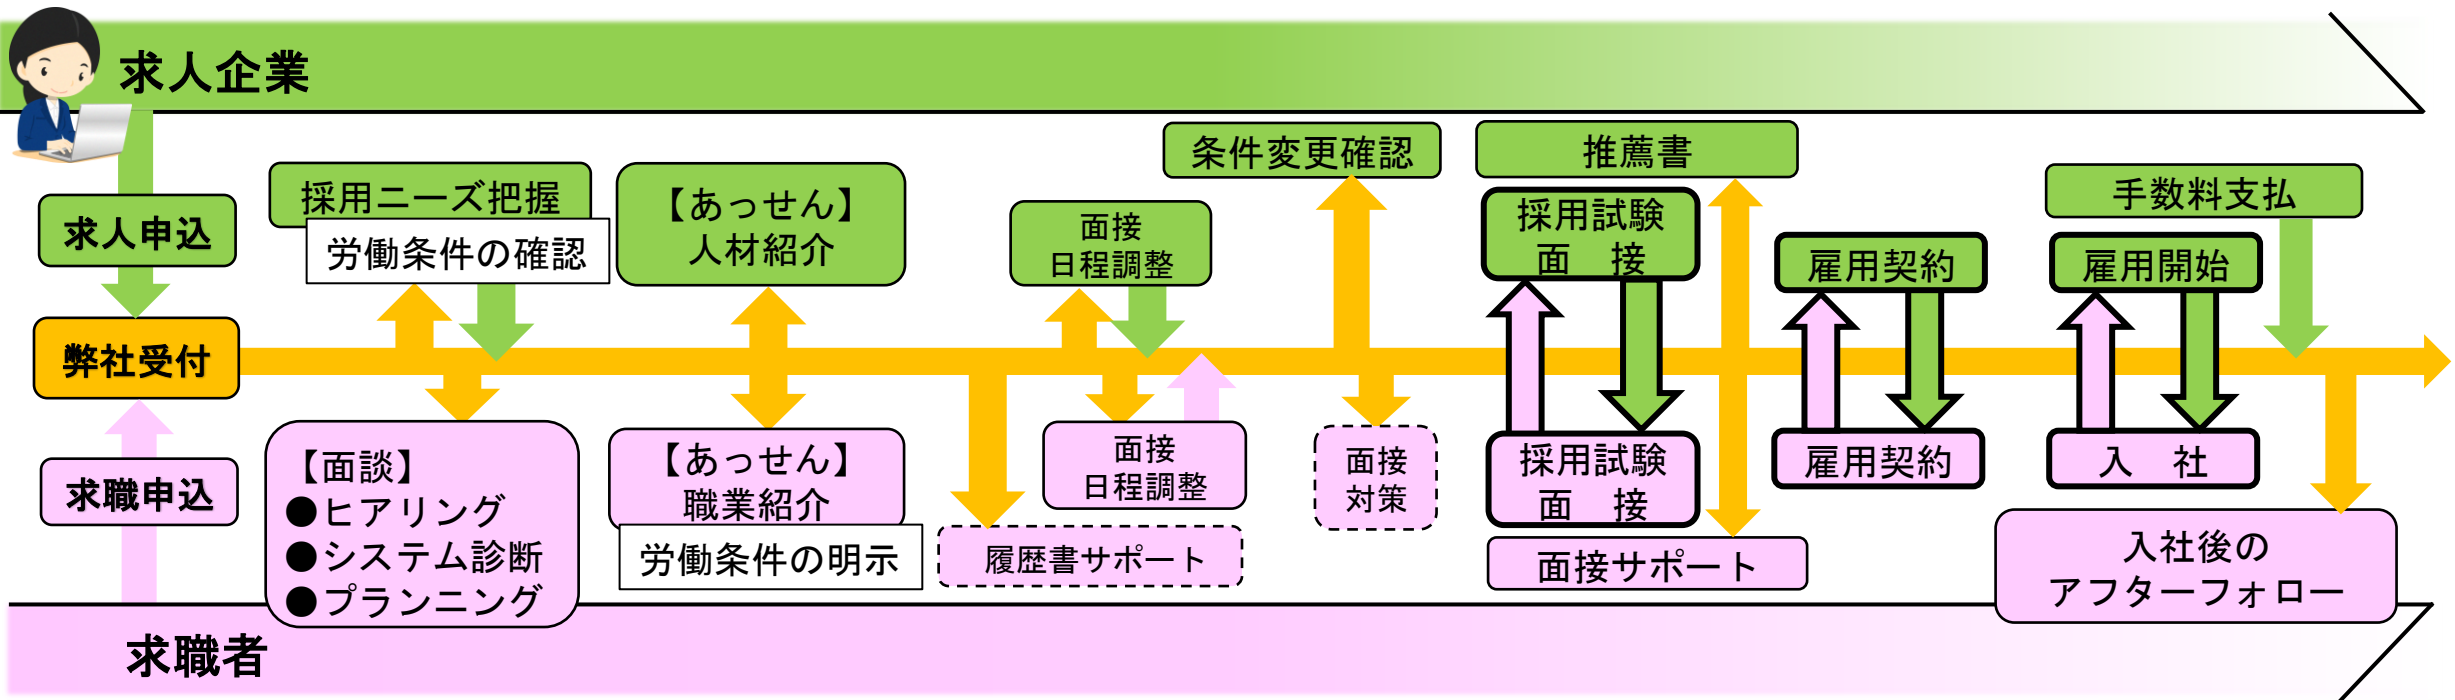 求人企業
求人申込
採用ニーズ把握
労働条件の確認
【あっせん】
人材紹介
面接
日程調整
条件変更確認
推薦書
採用試験
面　接
雇用契約
雇用開始
手数料支払
弊社受付
求職申込
【面談】
●ヒアリング
●システム診断
●プランニング
【あっせん】
職業紹介
労働条件の明示
履歴書サポート
面接
日程調整
面接
対策
採用試験
面　接
面接サポート
雇用契約
入　社
入社後の
アフターフォロー
求職者